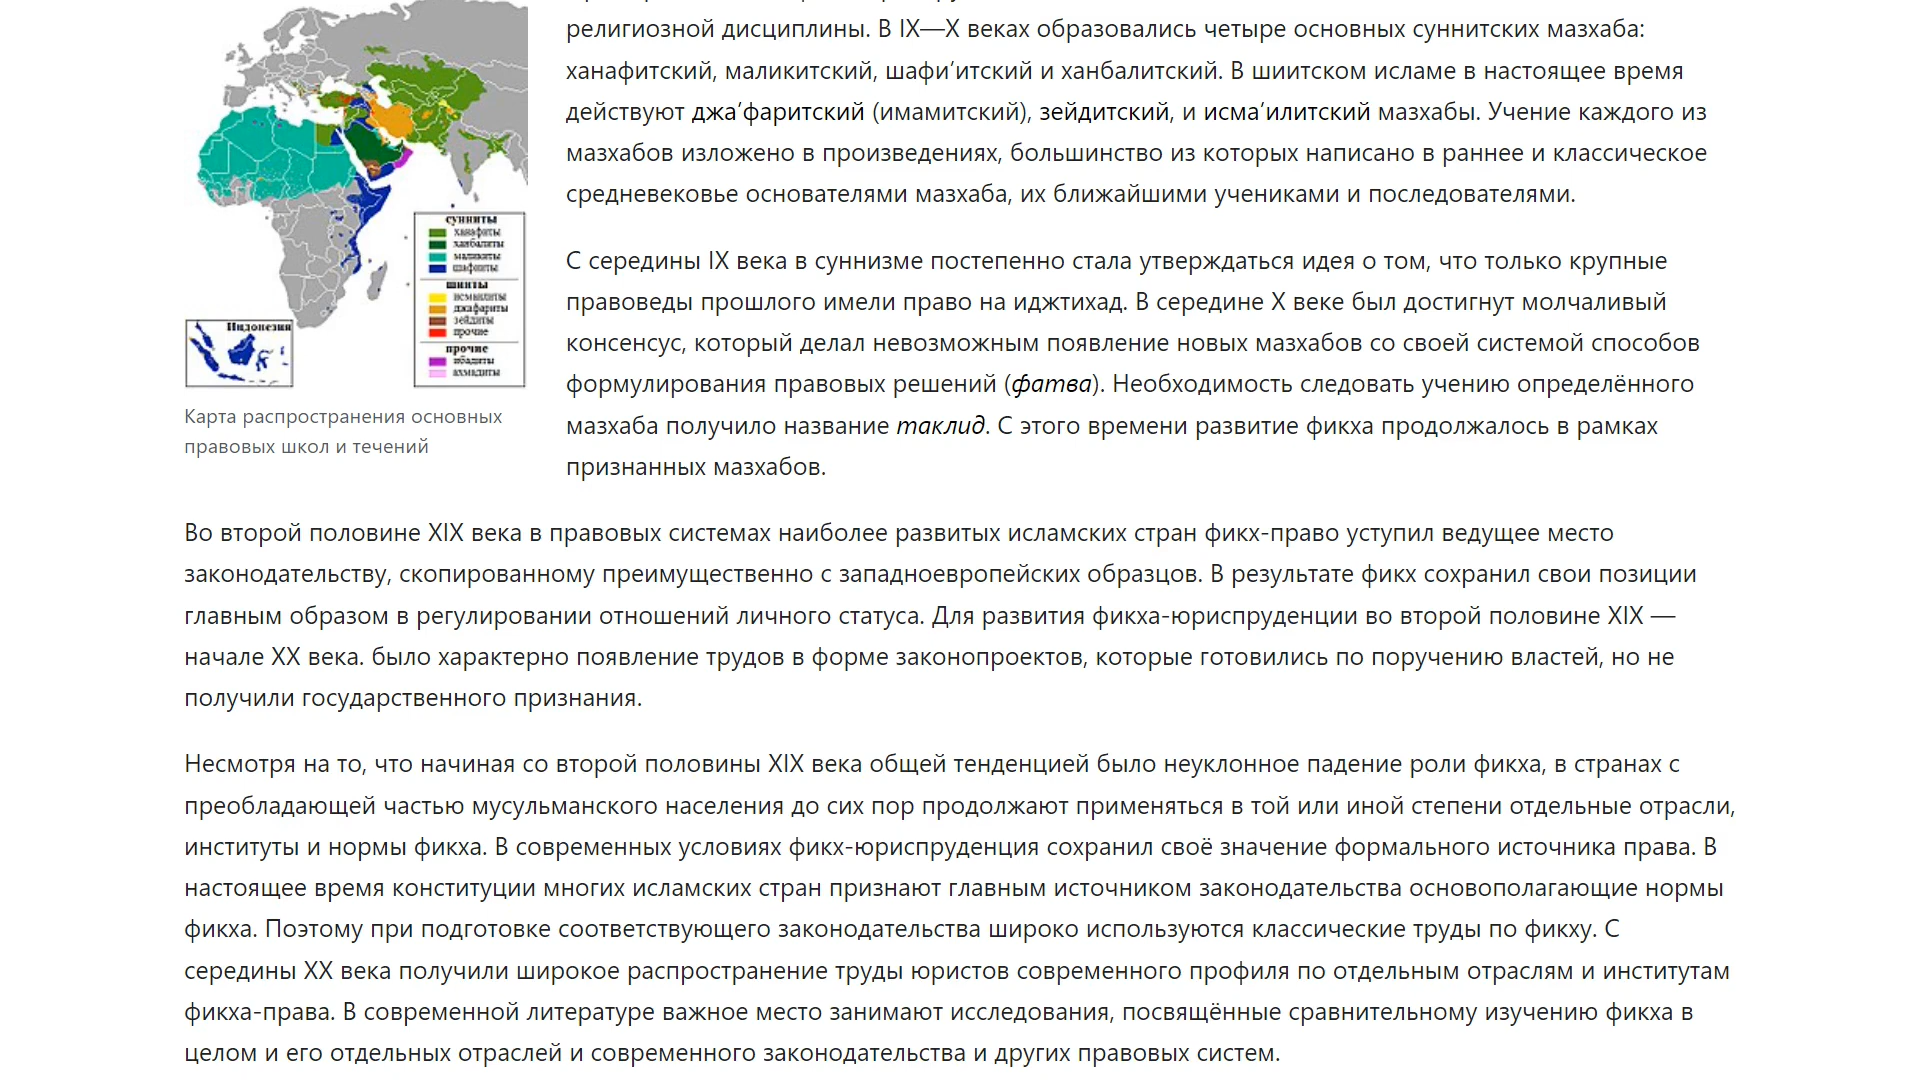 религиозной дисциплины. В IX—X веках образовались четыре основных суннитских мазхаба:
ханафитский, маликитский, шафи’итский и ханбалитский. В шиитском исламе в настоящее время
действуют джа’фаритский (имамитский), зейдитский, и исма’илитский мазхабы. Учение каждого из
мазхабов изложено в произведениях, большинство из которых написано в раннее и классическое
средневековье основателями мазхаба, их ближайшими учениками и последователями.
сунниты
ханафиты
ханбалиты
маликиты
шафииты
шииты
исмаилиты
джафариты
зейдиты
прочие
прочие
ибадиты
ахмадиты
Индонезия
Карта распространения основных
правовых школ и течений
С середины IX века в суннизме постепенно стала утверждаться идея о том, что только крупные
правоведы прошлого имели право на иджтихад. В середине X веке был достигнут молчаливый
консенсус, который делал невозможным появление новых мазхабов со своей системой способов
формулирования правовых решений (фатва). Необходимость следовать учению определённого
мазхаба получило название таклид. С этого времени развитие фикха продолжалось в рамках
признанных мазхабов.
Во второй половине XIX века в правовых системах наиболее развитых исламских стран фикх-право уступил ведущее место
законодательству, скопированному преимущественно с западноевропейских образцов. В результате фикх сохранил свои позиции
главным образом в регулировании отношений личного статуса. Для развития фикха-юриспруденции во второй половине XIX —
начале XX века. было характерно появление трудов в форме законопроектов, которые готовились по поручению властей, но не
получили государственного признания.
Несмотря на то, что начиная со второй половины XIX века общей тенденцией было неуклонное падение роли фикха, в странах с
преобладающей частью мусульманского населения до сих пор продолжают применяться в той или иной степени отдельные отрасли,
институты и нормы фикха. В современных условиях фикх-юриспруденция сохранил своё значение формального источника права. В
настоящее время конституции многих исламских стран признают главным источником законодательства основополагающие нормы
фикха. Поэтому при подготовке соответствующего законодательства широко используются классические труды по фикху. С
середины XX века получили широкое распространение труды юристов современного профиля по отдельным отраслям и институтам
фикха-права. В современной литературе важное место занимают исследования, посвящённые сравнительному изучению фикха в
целом и его отдельных отраслей и современного законодательства и других правовых систем.